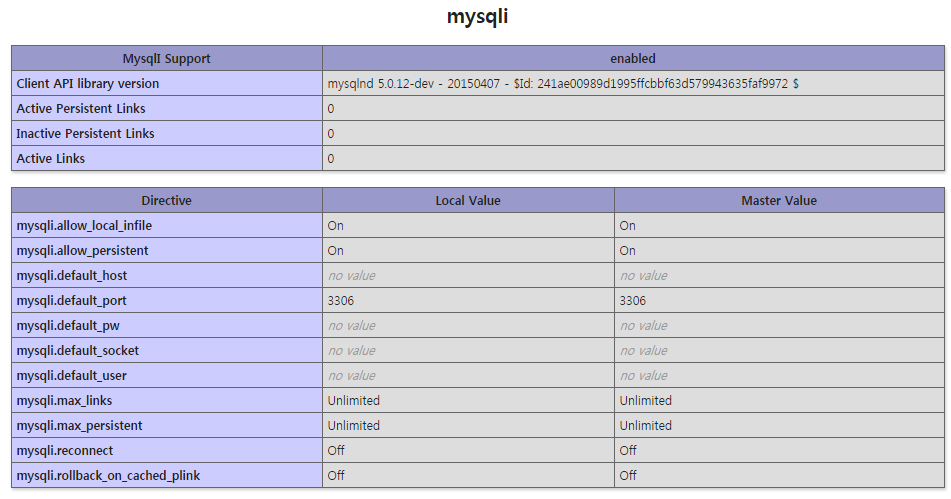 mysqli
MysqlI Support enabled
Client API library version mysqlnd 5.0.12-dev - 20150407 - $Id: 241ae00989d1995ffcbbf63d579943635faf9972 $
Active Persistent Links 0
Inactive Persistent Links 0
Active Links 0
Directive Local Value Master Value
mysqli.allow_local_infile On On
mysqli.allow_persistent On On
mysqli.default_host no value no value
mysqli.default_port 3306 3306
mysqli.default_pw no value no value
mysqli.default_socket no value no value
mysqli.default_user no value no value
mysqli.max_links Unlimited Unlimited
mysqli.max_persistent Unlimited Unlimited
mysqli.reconnect Off Off
mysqli.rollback_on_cached_plink Off Off